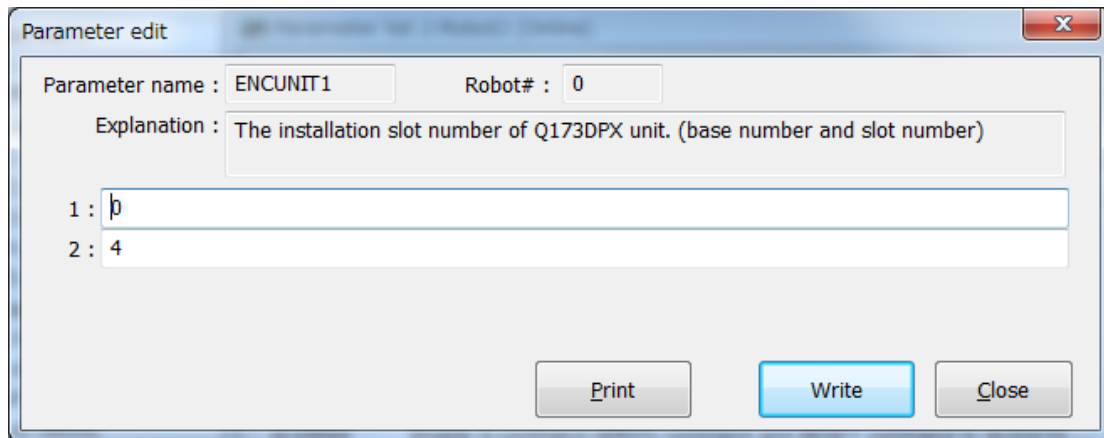 Parameter edit
Parameter name : ENCUNIT1 Robot# : 0
Explanation : The installation slot number of Q173DPX unit. (base number and slot number)
1 : 0
2 : 4
Print Write Close